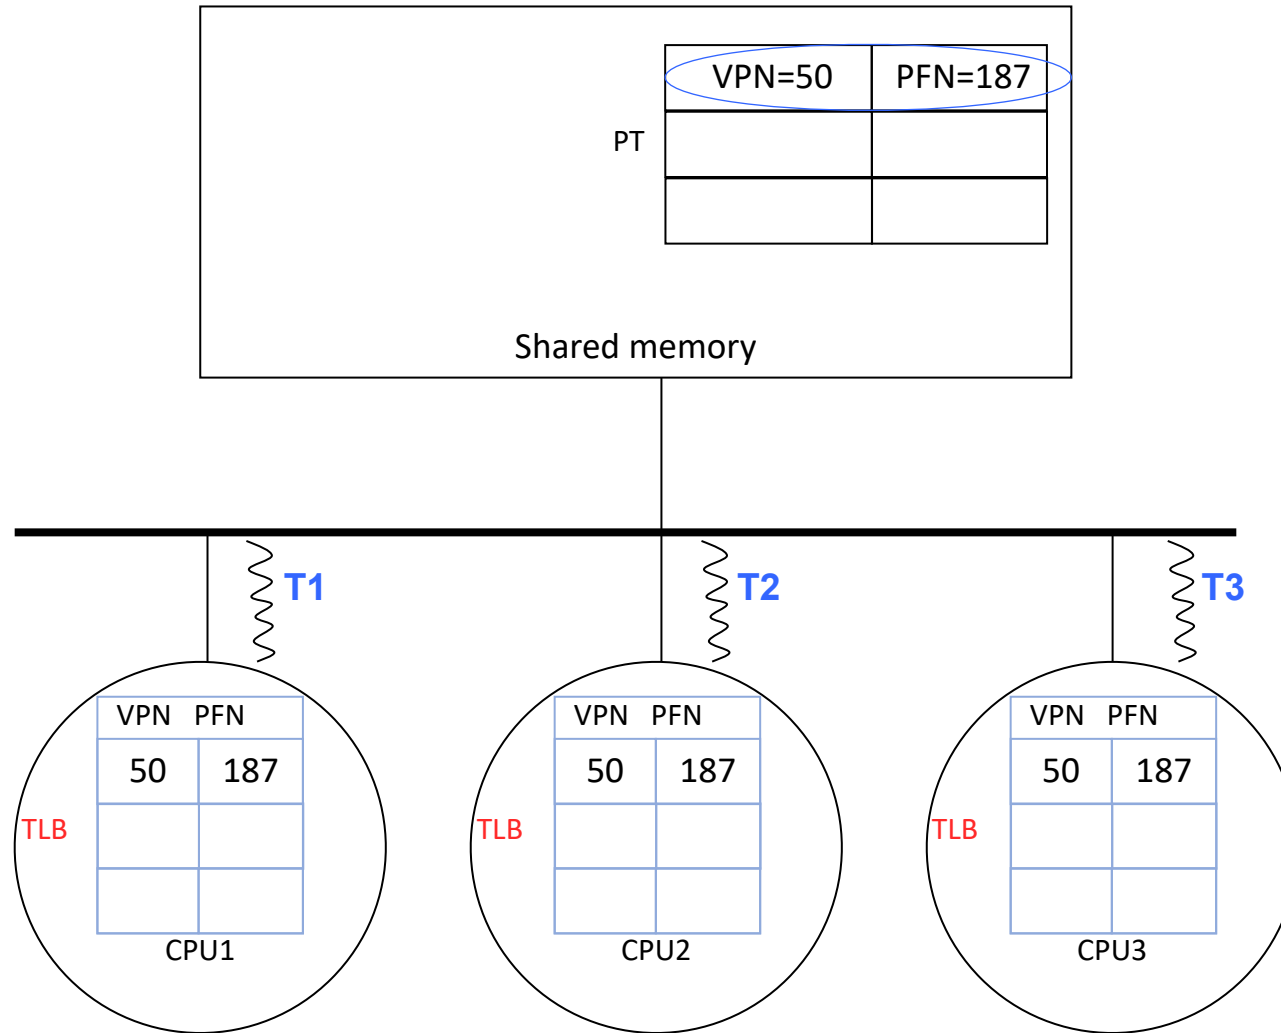 VPN=50 PFN=187
PT
Shared memory
T1 T2 T3
VPN PFN VPN PFN VPN PFN
50 187 50 187 50 187
TLB TLB TLB
CPU1 CPU2 CPU3